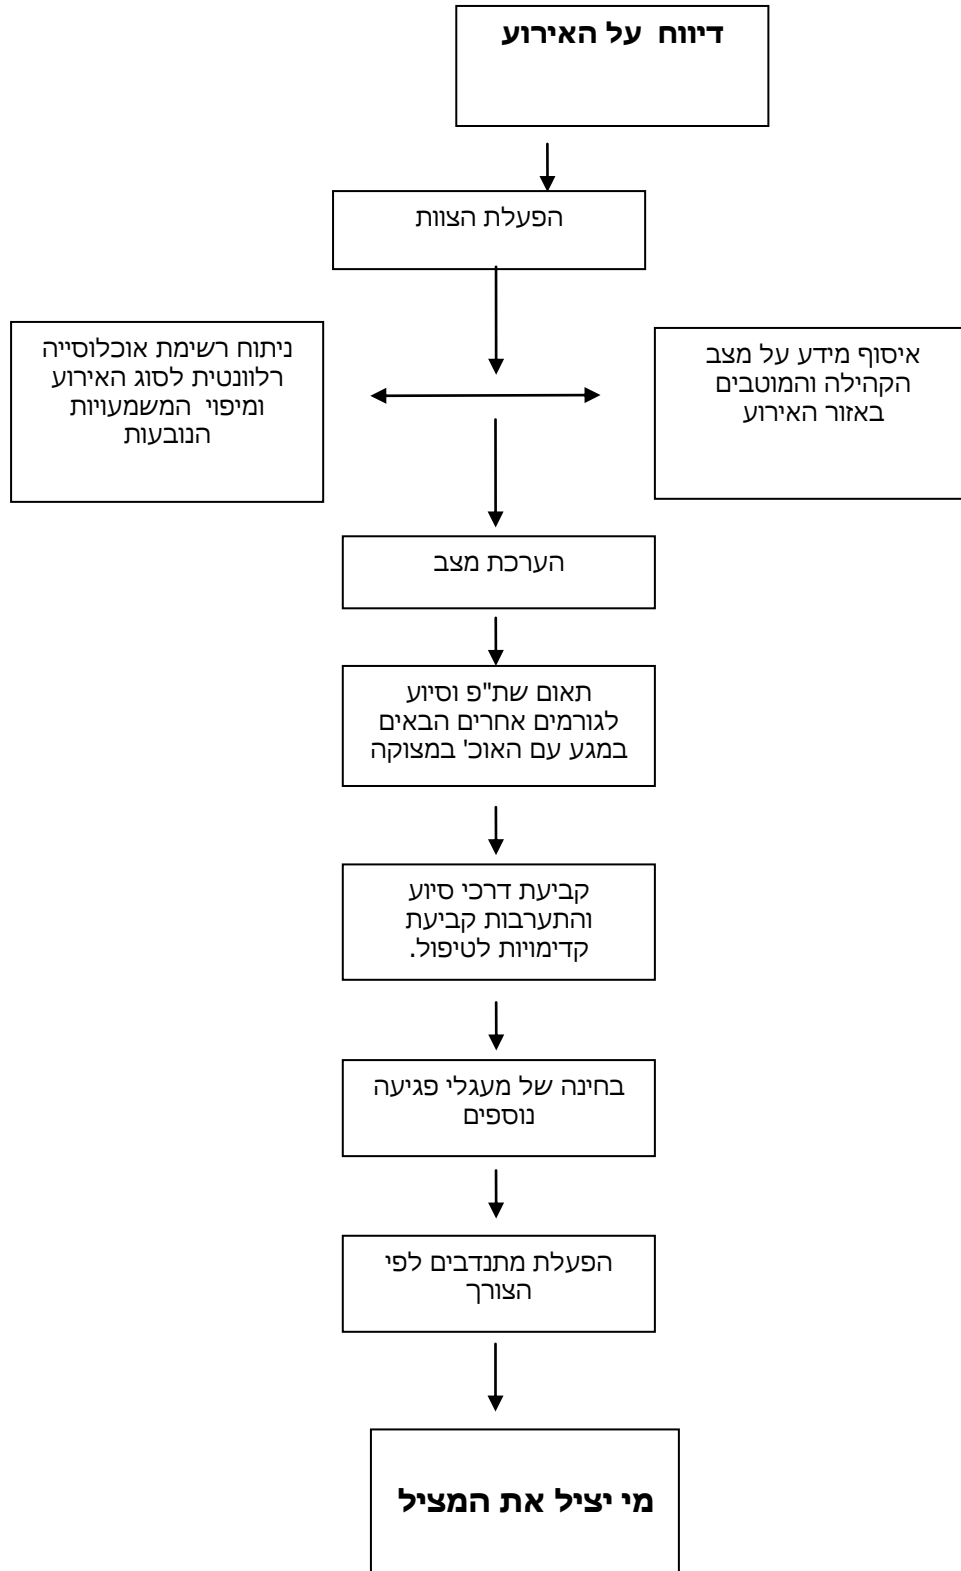 דיווח על האירוע
הפעלת הצוות
איסוף מידע על מצב
הקהילה והמוטבים
באזור האירוע
ניתוח רשימת אוכלוסייה
רלוונטית לסוג האירוע
ומיפוי המשמעויות
הנובעות
הערכת מצב
תאום שת"פ וסיוע
לגורמים אחרים הבאים
במגע עם האוכ' במצוקה
קביעת דרכי סיוע
והתערבות קביעת
קדימויות לטיפול.
בחינה של מעגלי פגיעה
נוספים
הפעלת מתנדבים לפי
הצורך
מי יציל את המציל